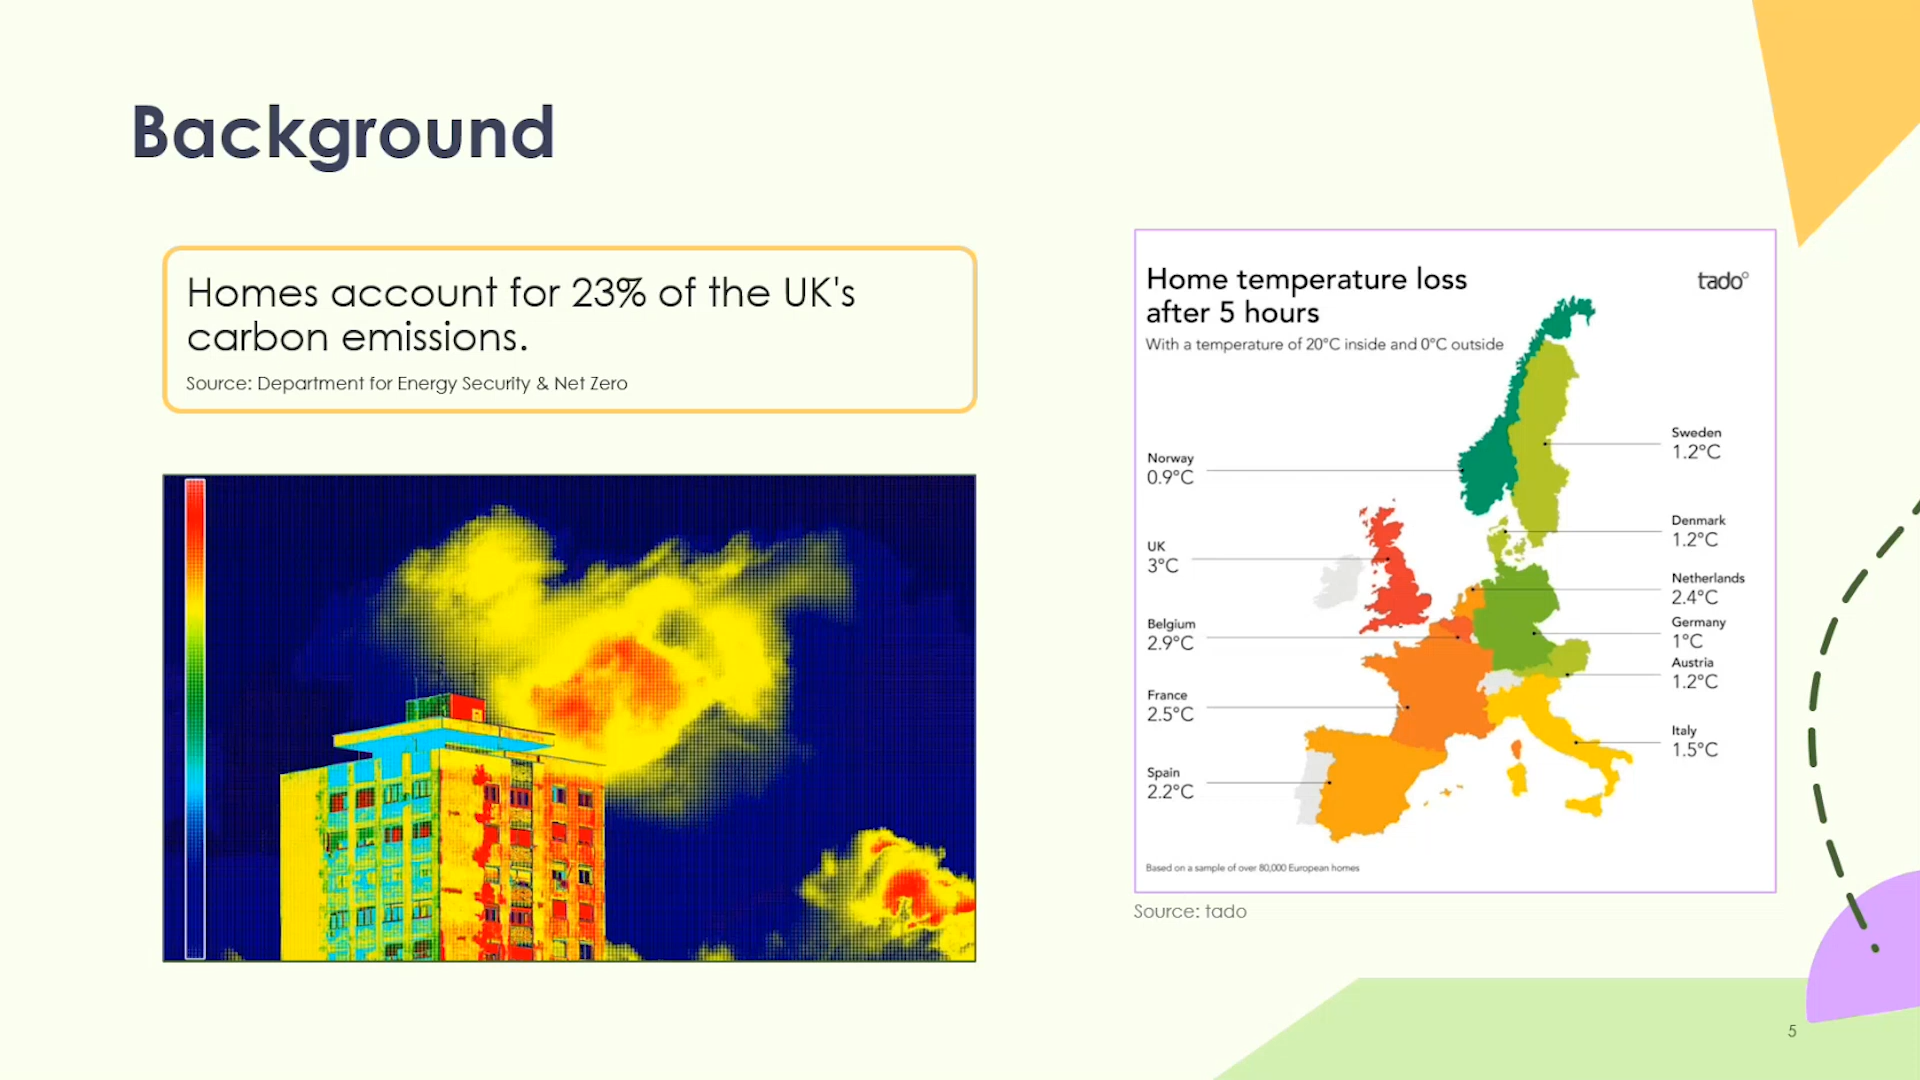 Background
Homes account for 23% of the UK's
carbon emissions.
Source: Department for Energy Security & Net Zero
Home temperature loss
after 5 hours
tado°
With a temperature of 20°C inside and 0°C outside
Norway
0.9°C
UK
3°C
Belgium
2.9°C
France
2.5°C
Spain
2.2°C
Sweden
1.2°C
Denmark
1.2°C
Netherlands
2.4°C
Germany
1°C
Austria
1.2°C
Italy
1.5°C
Based on a sample of over 80,000 European homes
Source: tado
5